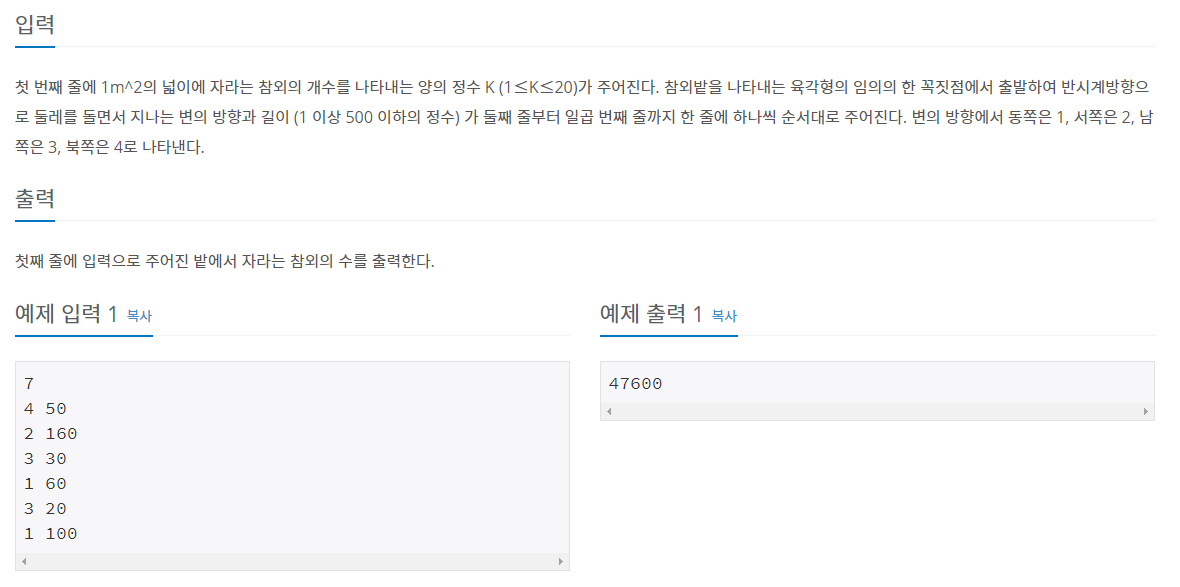 입력
첫 번째 줄에 1m^2의 넓이에 자라는 참외의 개수를 나타내는 양의 정수 K (1≤K≤20)가 주어진다. 참외밭을 나타내는 육각형의 임의의 한 꼭짓점에서 출발하여 반시계방향으
로 둘레를 돌면서 지나는 변의 방향과 길이 (1 이상 500 이하의 정수) 가 둘째 줄부터 일곱 번째 줄까지 한 줄에 하나씩 순서대로 주어진다. 변의 방향에서 동쪽은 1, 서쪽은 2, 남
쪽은 3, 북쪽은 4로 나타낸다.
출력
첫째 줄에 입력으로 주어진 밭에서 자라는 참외의 수를 출력한다.
예제 입력 1 복사
7
4 50
2 160
3 30
1 60
3 20
1 100
예제 출력 1 복사
47600